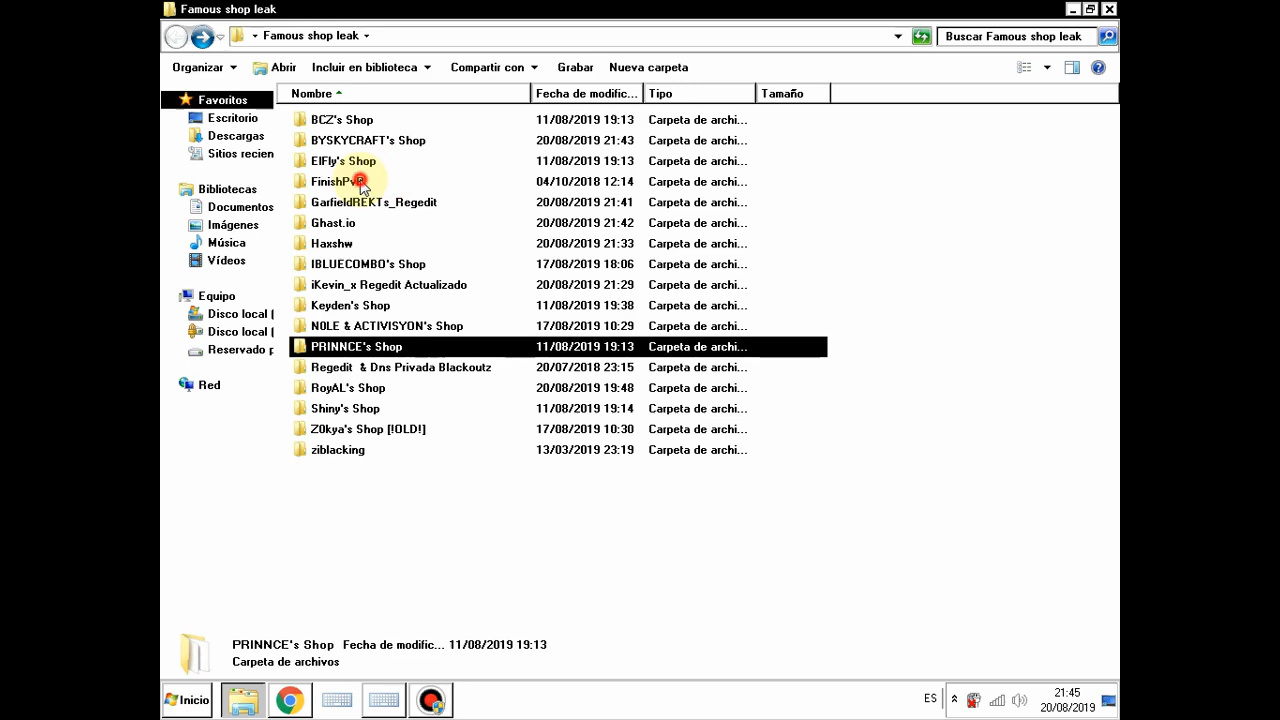 Famous shop leak
Famous shop leak
Buscar Famous shop leak
Organizar Abrir Incluir en biblioteca Compartir con Grabar Nueva carpeta
Favoritos
Escritorio
Descargas
Sitios recien
Bibliotecas
Documentos
Imágenes
Música
Vídeos
Equipo
Disco local (
Disco local (
Reservado p
Red
Nombre Fecha de modific... Tipo Tamaño
BCZ's Shop 11/08/2019 19:13 Carpeta de archi...
BYSKYCRAFT's Shop 20/08/2019 21:43 Carpeta de archi...
ElFly's Shop 11/08/2019 19:13 Carpeta de archi...
04/10/2018 12:14 Carpeta de archi...
GarfieldREKTs_Regedit 20/08/2019 21:41 Carpeta de archi...
Ghast.io 20/08/2019 21:42 Carpeta de archi...
Haxshw 20/08/2019 21:33 Carpeta de archi...
IBLUECOMBO's Shop 17/08/2019 18:06 Carpeta de archi...
iKevin_x Regedit Actualizado 20/08/2019 21:29 Carpeta de archi...
Keyden's Shop 11/08/2019 19:38 Carpeta de archi...
N0LE & ACTIVISYON's Shop 17/08/2019 10:29 Carpeta de archi...
PRINNCE's Shop 11/08/2019 19:13 Carpeta de archi...
Regedit & Dns Privada Blackoutz 20/07/2018 23:15 Carpeta de archi...
RoyAL's Shop 20/08/2019 19:48 Carpeta de archi...
Shiny's Shop 11/08/2019 19:14 Carpeta de archi...
Z0kya's Shop [!OLD!] 17/08/2019 10:30 Carpeta de archi...
ziblacking 13/03/2019 23:19 Carpeta de archi...
PRINNCE's Shop Fecha de modific... 11/08/2019 19:13
Carpeta de archivos
Inicio
ES
21:45
20/08/2019